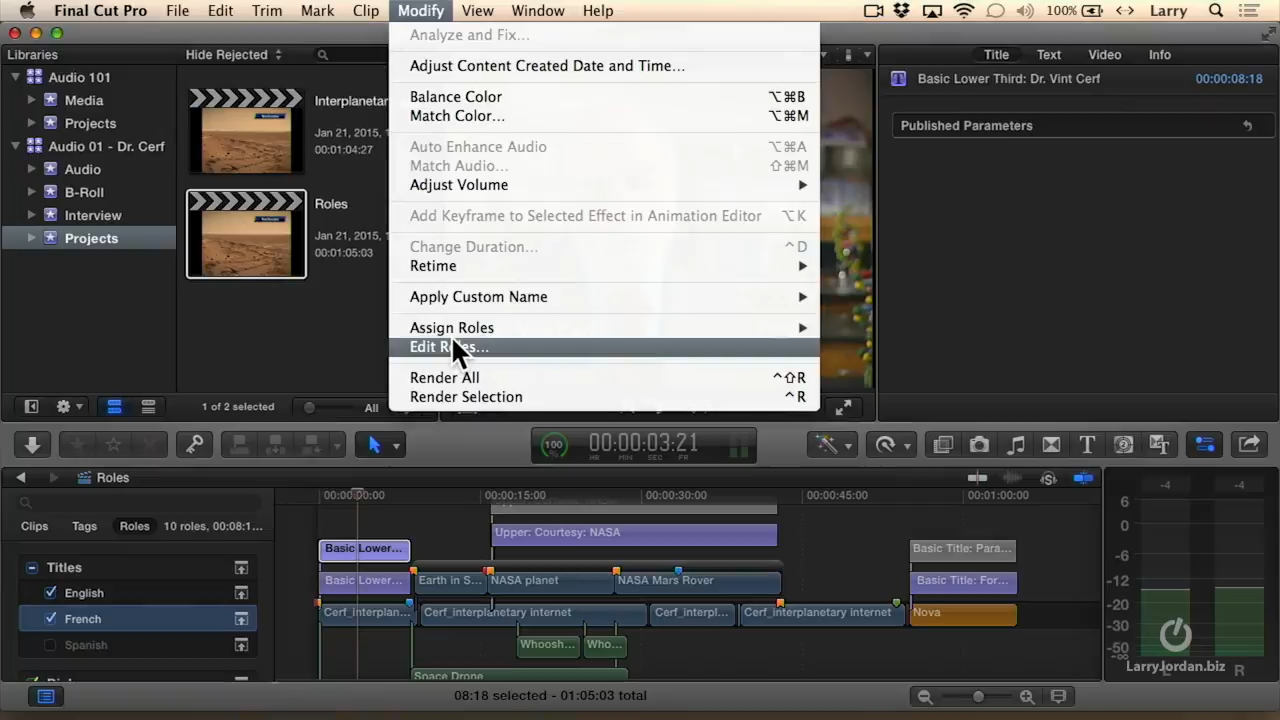 Final Cut Pro File Edit Trim Mark Clip Modify View Window Help 100% Larry
Libraries
Hide Rejected
Audio 101
Media
Projects
Audio 01 - Dr. Cerf
Audio
B-Roll
Interview
Projects
Interplanetar
Jan 21, 2015, 1
00:01:04:27
Roles
Jan 21, 2015, 1
00:01:05:03
1 of 2 selected
All
Analyze and Fix...
Adjust Content Created Date and Time...
Balance Color ⌥⌘B
Match Color... ⌥⌘M
Auto Enhance Audio ⌥⌘A
Match Audio... ⇧⌘M
Adjust Volume
Add Keyframe to Selected Effect in Animation Editor ⌥K
Change Duration... ^D
Retime
Apply Custom Name
Assign Roles
Edit R es...
Render All ^⇧R
Render Selection ^R
Title Text Video Info
T Basic Lower Third: Dr. Vint Cerf 00:00:08:18
Published Parameters
100 % 00:00:03:21
HR MIN SEC FR
T
Roles
Clips Tags Roles 10 roles, 00:08:1...
Titles
English
French
Spanish
00:00:00:00 00:00:15:00 00:00:30:00 00:00:45:00 00:01:00:00
Upper: Courtesy: NASA
Basic Lower... Basic Title: Para...
Basic Lower... Earth in S... NASA planet NASA Mars Rover Basic Title: For...
Cerf_interplan... Cerf_interplanetary internet Cerf_interpl... Cerf_interplanetary internet Nova
Whoosh... Who...
Space Drone
08:18 selected - 01:05:03 total
-4 -4
6
0
-6
-12
-20
-30
-50
-∞
L R
LarryJordan.biz